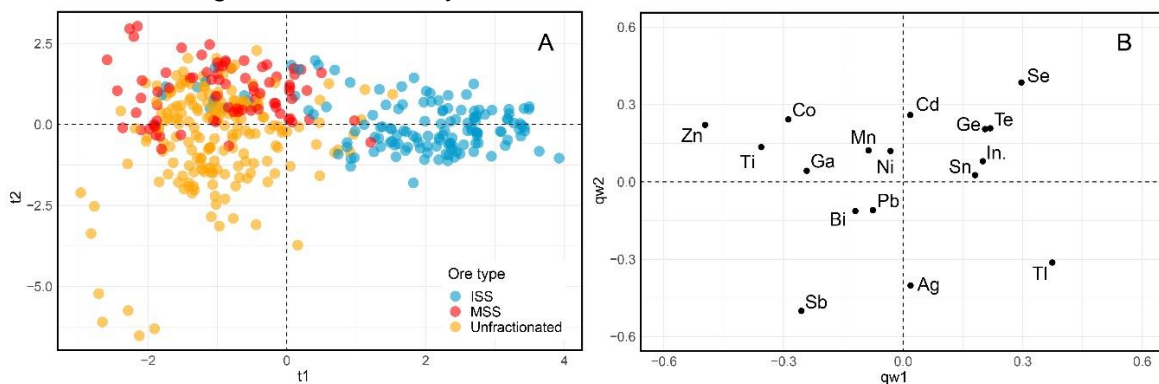 A
2.5
0.0
−2.5
−5.0
t2
−2
0
2
4
t1
Ore type
ISS
MSS
Unfractionated
B
0.6
0.3
0.0
−0.3
−0.6
qw2
−0.6
−0.3
0.0
0.3
0.6
qw1
Se
Cd
Co
Zn
Ge
Te
Mn
Ti
Ni
In.
Ga
Sn
Pb
Bi
Tl
Ag
Sb